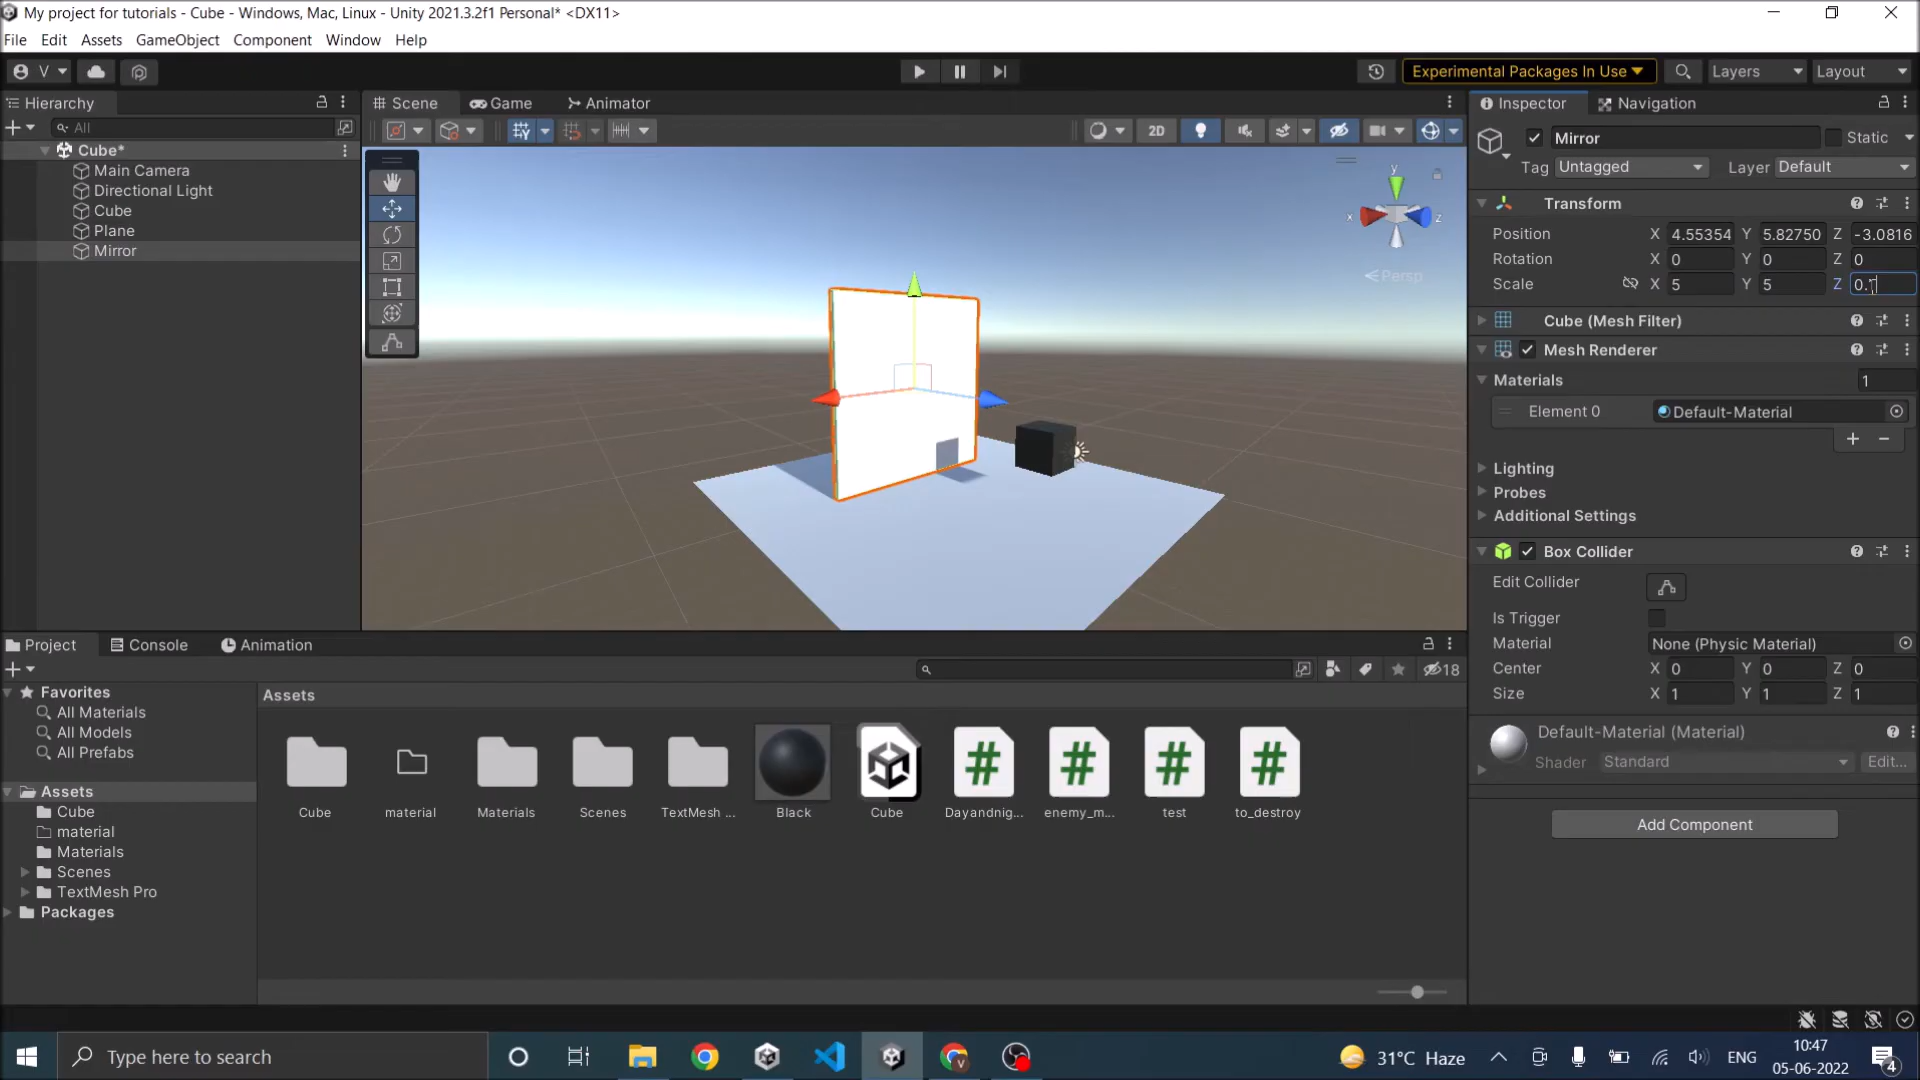 My project for tutorials - Cube - Windows, Mac, Linux - Unity 2021.3.2f1 Personal* <DX11>
File Edit Assets GameObject Component Window Help
V Experimental Packages In Use Layers Layout
Hierarchy
All
Cube*
Main Camera
Directional Light
Cube
Plane
Mirror
Scene Game Animator
2D
y
x z
Persp
Inspector Navigation
Mirror Static
Tag Untagged Layer Default
Transform
Position X 4.55354 Y 5.82750 Z -3.0816
Rotation X 0 Y 0 Z 0
Scale X 5 Y 5 Z
Cube (Mesh Filter)
Mesh Renderer
Materials 1
Element 0 Default-Material
Lighting
Probes
Additional Settings
Box Collider
Edit Collider
Is Trigger
Material None (Physic Material)
Center X 0 Y 0 Z 0
Size X 1 Y 1 Z 1
Default-Material (Material)
Shader Standard Edit...
Add Component
Project Console Animation
18
Favorites
All Materials
All Models
All Prefabs
Assets
Cube
material
Materials
Scenes
TextMesh Pro
Packages
Assets
Cube material Materials Scenes TextMesh ... Black Cube Dayandnig... enemy_m... test to_destroy
Type here to search
31°C Haze
ENG
10:47
05-06-2022
4